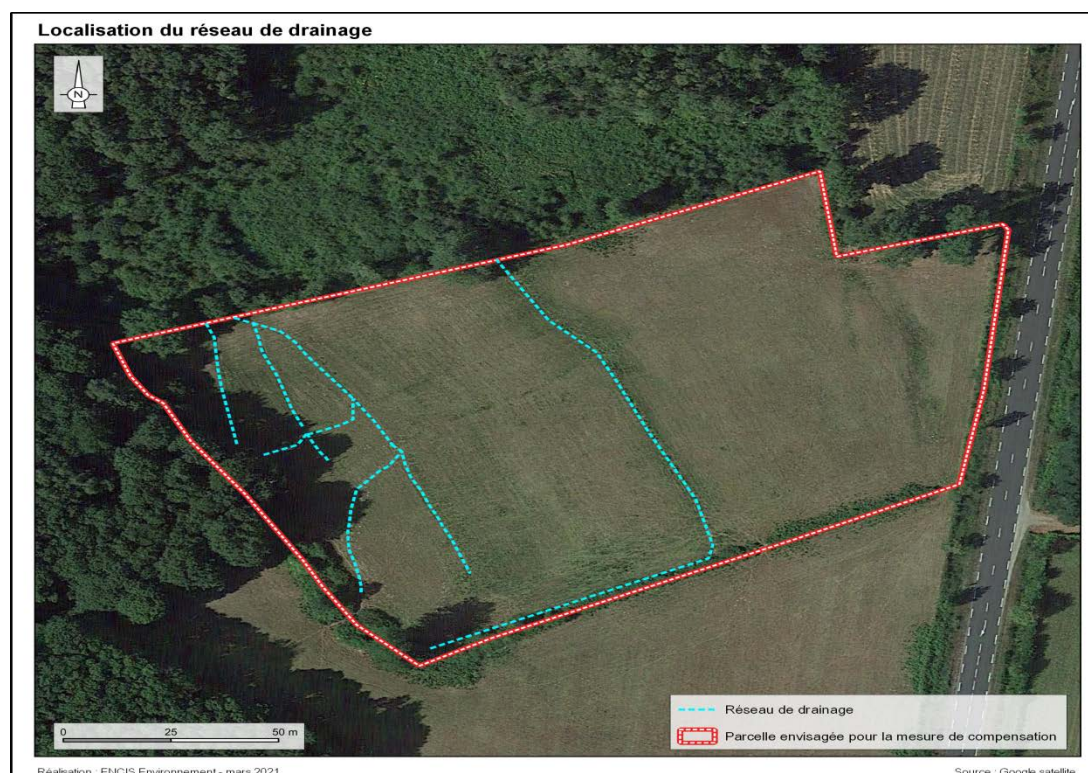 Localisation du réseau de drainage
N
Réseau de drainage
Parcelle envisagée pour la mesure de compensation
0 25 50 m
Réalisation : ENCIS Environnement - mars 2021 Source : Google satellite